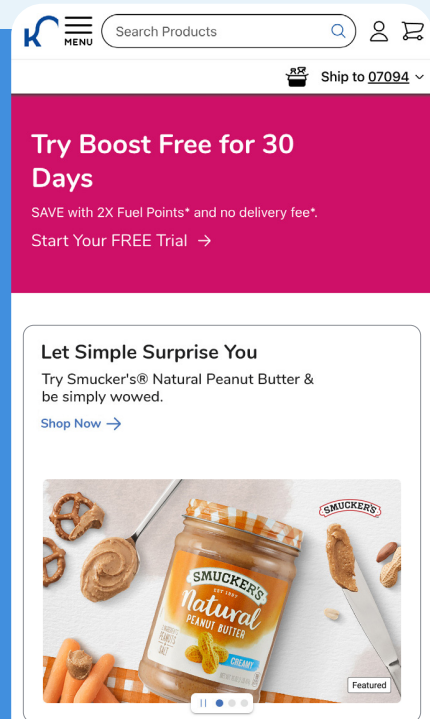 Search Products
MENU
Ship to 07094
Try Boost Free for 30
Days
SAVE with 2X Fuel Points* and no delivery fee*.
Start Your FREE Trial →
Let Simple Surprise You
Try Smucker's® Natural Peanut Butter &
be simply wowed.
Shop Now →
SMUCKER'S
SMUCKER'S
EST 1897
Natural
PEANUT BUTTER
CREAMY
Featured